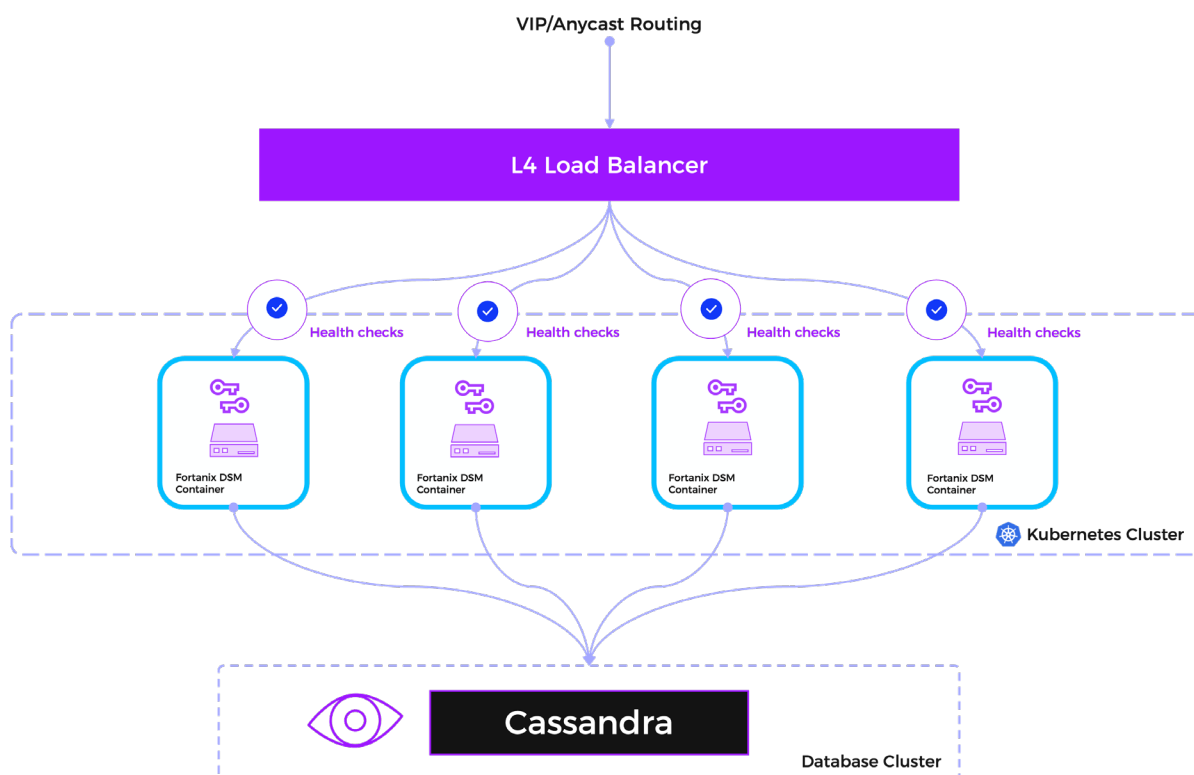 VIP/Anycast Routing
L4 Load Balancer
Health checks
Health checks
Health checks
Health checks
Fortanix DSM
Container
Fortanix DSM
Container
Fortanix DSM
Container
Fortanix DSM
Container
Kubernetes Cluster
Cassandra
Database Cluster